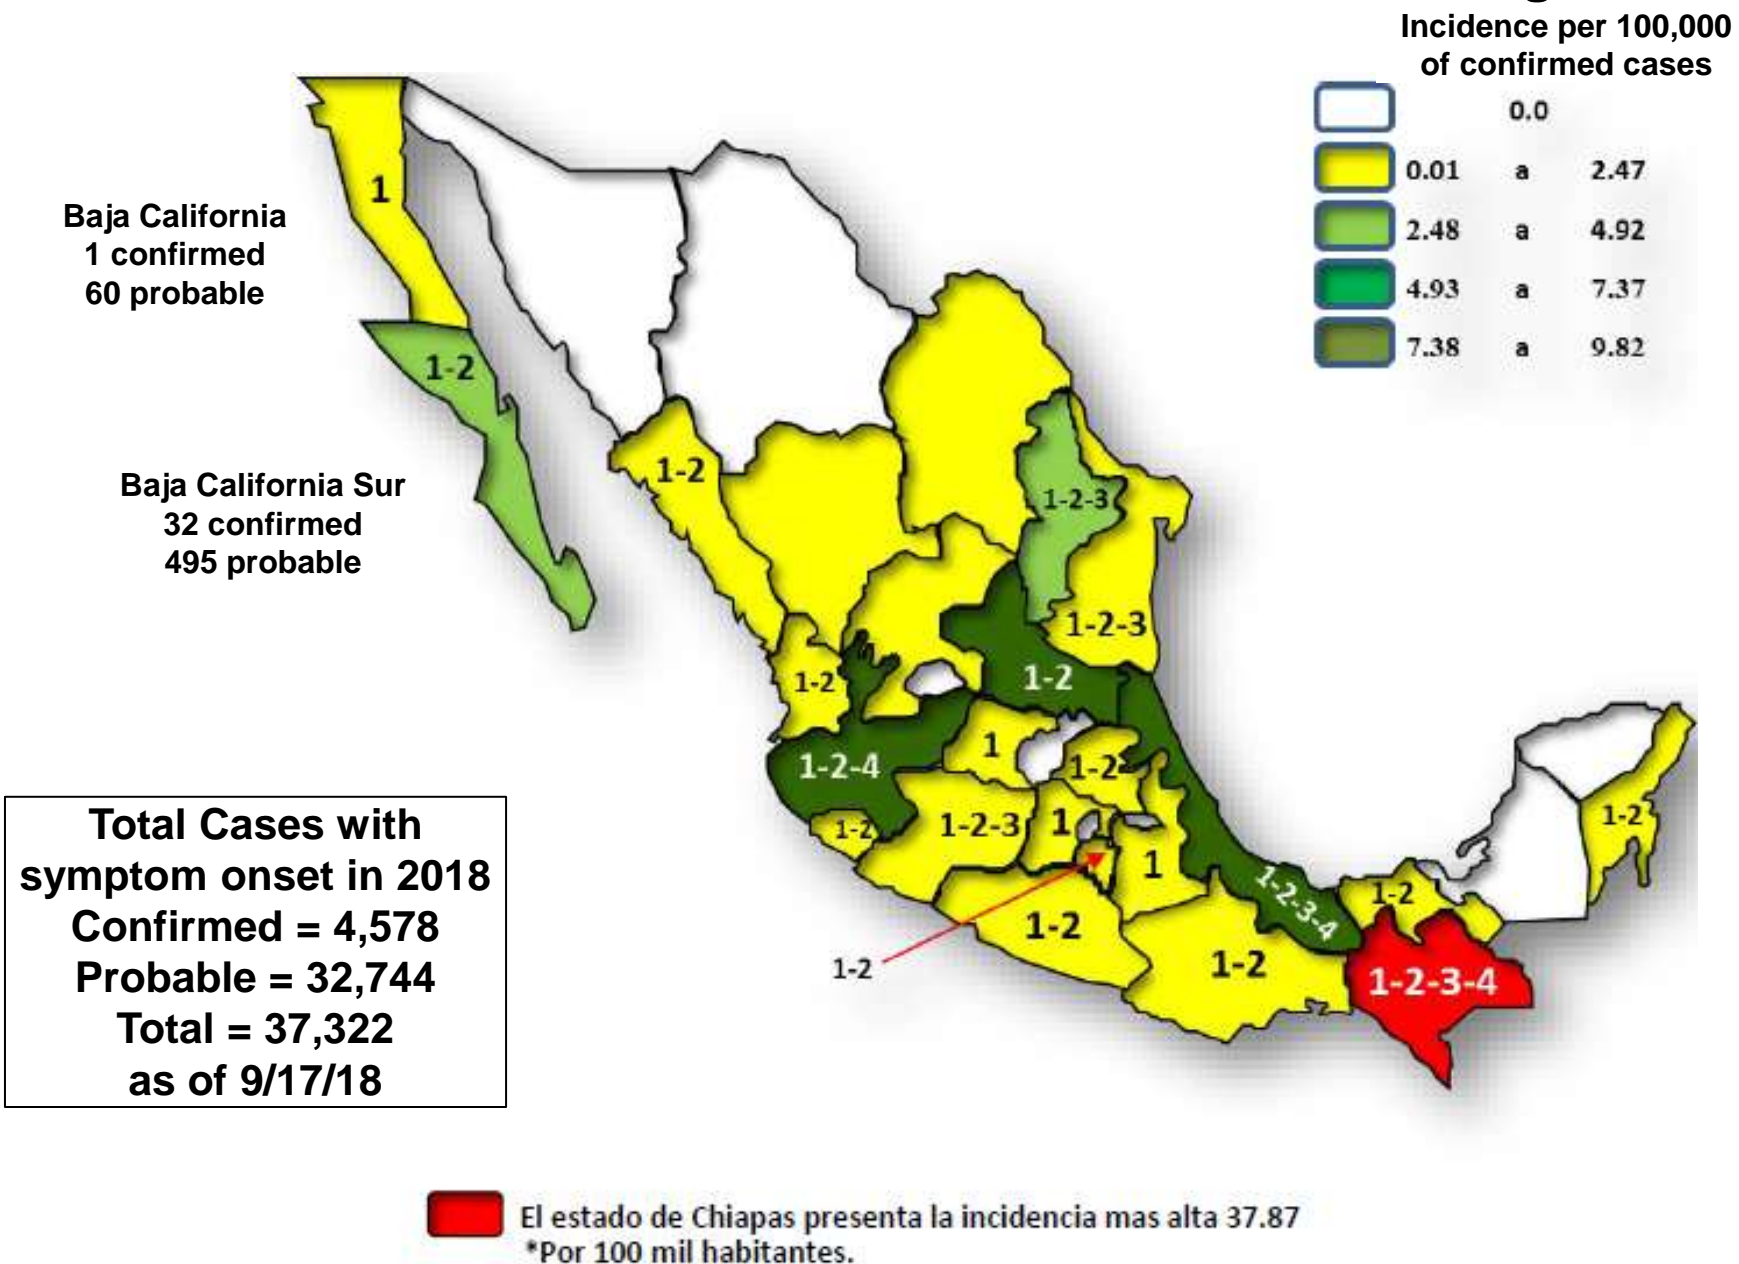 Incidence per 100,000
of confirmed cases
0.0
0.01 a 2.47
2.48 a 4.92
4.93 a 7.37
7.38 a 9.82
1
Baja California
1 confirmed
60 probable
1-2
Baja California Sur
32 confirmed
495 probable
1-2
1-2-3
1-2-3
1-2
1-2
1-2-4
1
1-2
1-2
1-2-3
1
1
1-2
1-2
1-2
1-2
1-2-3-4
1-2
1-2
1-2-3-4
Total Cases with
symptom onset in 2018
Confirmed = 4,578
Probable = 32,744
Total = 37,322
as of 9/17/18
El estado de Chiapas presenta la incidencia mas alta 37.87
*Por 100 mil habitantes.